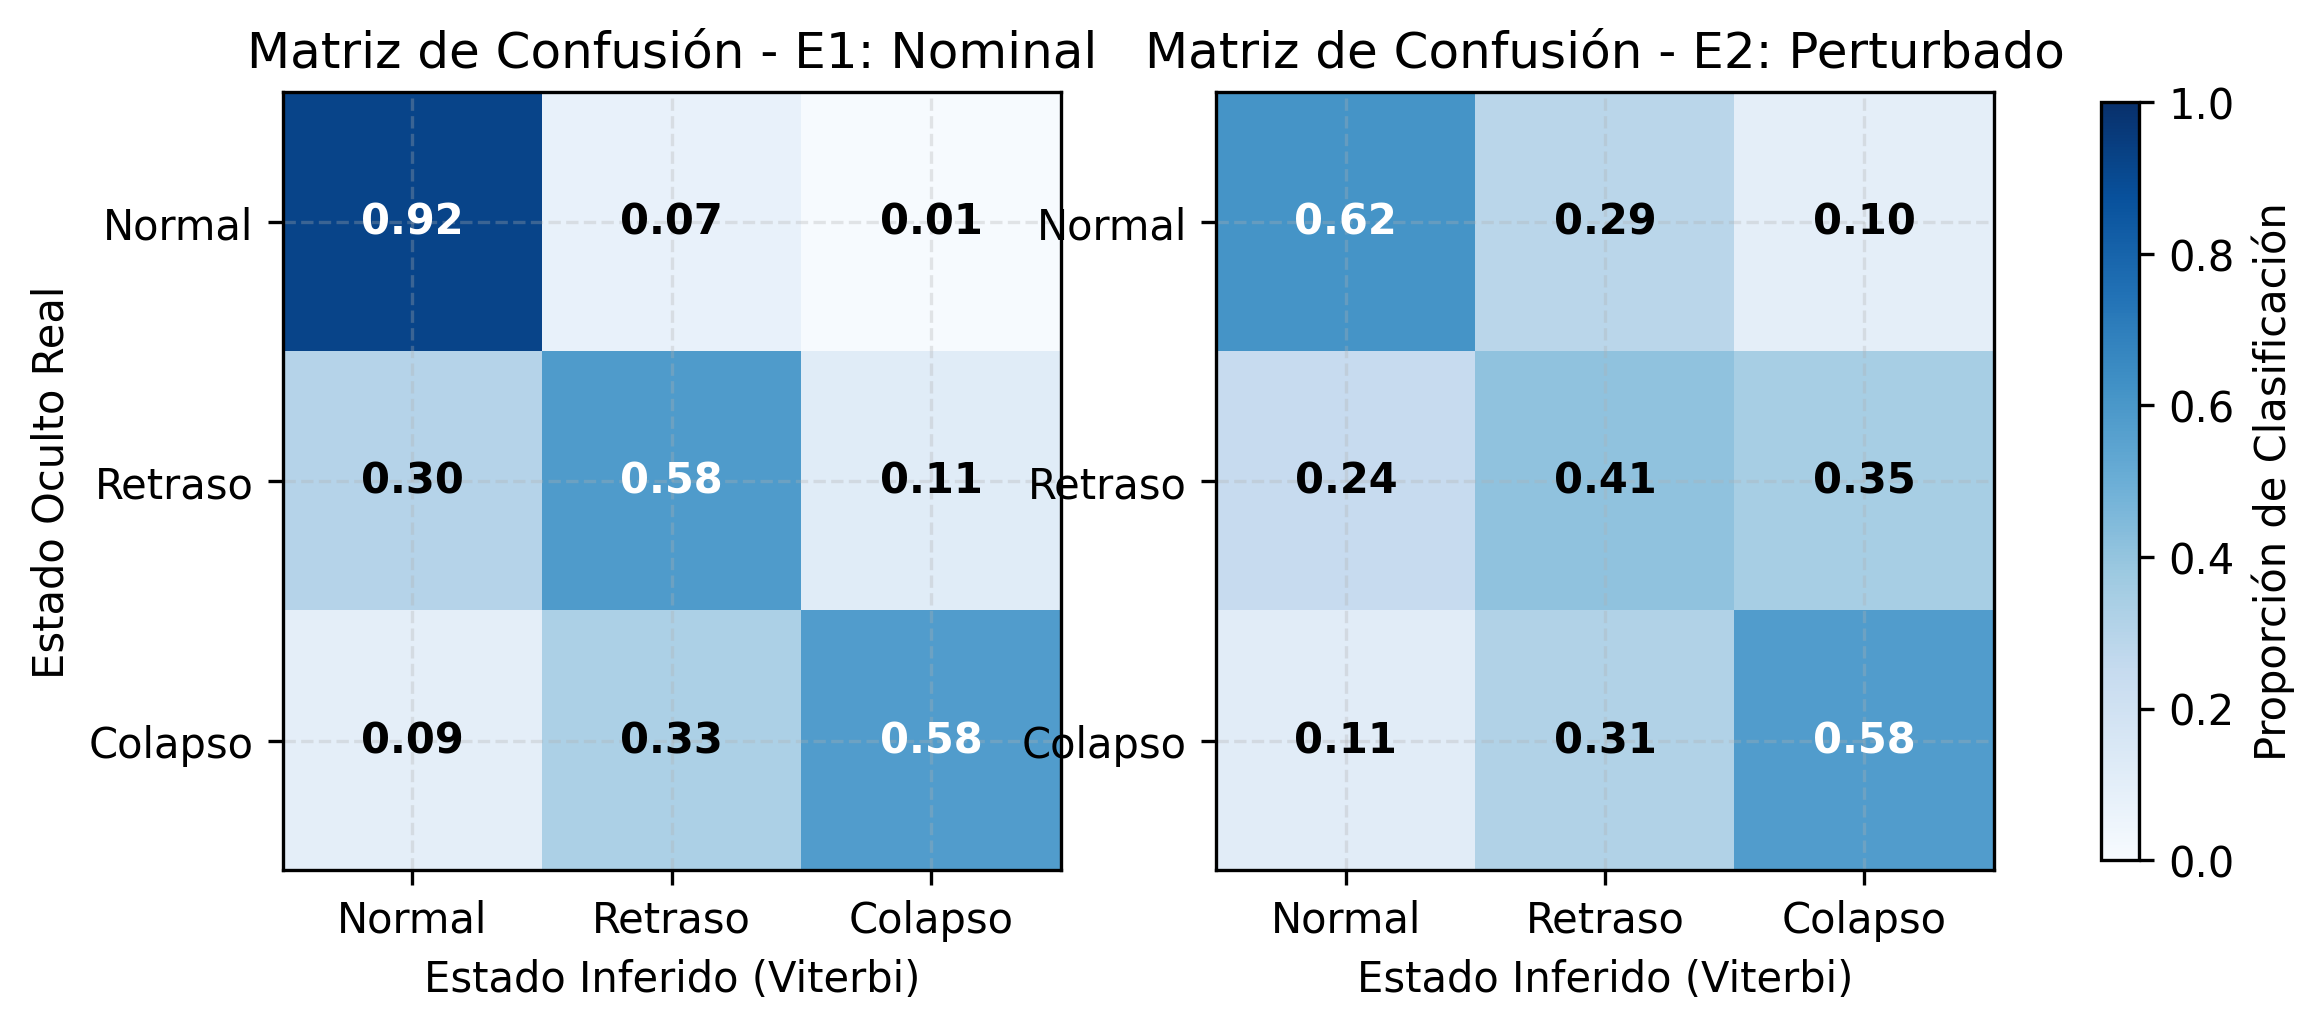 Matriz de Confusión - E1: Nominal
Estado Oculto Real
Normal
0.92 0.07 0.01
Retraso
0.30 0.58 0.11
Colapso
0.09 0.33 0.58
Normal Retraso Colapso
Estado Inferido (Viterbi)
Matriz de Confusión - E2: Perturbado
Normal
0.62 0.29 0.10
Retraso
0.24 0.41 0.35
Colapso
0.11 0.31 0.58
Normal Retraso Colapso
Estado Inferido (Viterbi)
1.0
0.8
0.6
0.4
0.2
0.0
Proporción de Clasificación